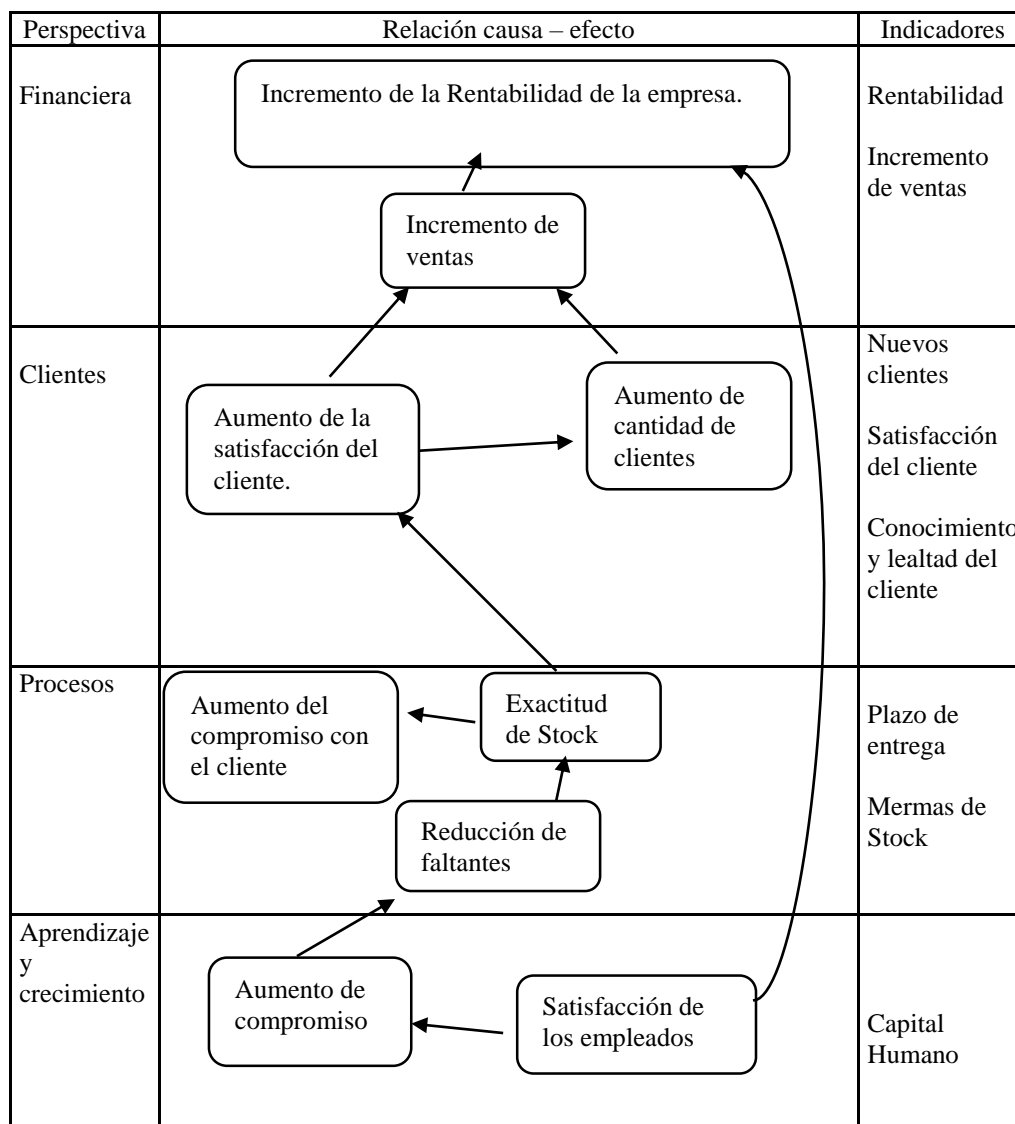 Perspectiva
Relación causa – efecto
Indicadores
Financiera
Incremento de la Rentabilidad de la empresa.
Incremento de
ventas
Rentabilidad
Incremento
de ventas
Clientes
Aumento de la
satisfacción del
cliente.
Aumento de
cantidad de
clientes
Nuevos
clientes
Satisfacción
del cliente
Conocimiento
y lealtad del
cliente
Procesos
Aumento del
compromiso con
el cliente
Exactitud
de Stock
Reducción de
faltantes
Plazo de
entrega
Mermas de
Stock
Aprendizaje
y
crecimiento
Aumento de
compromiso
Satisfacción de
los empleados
Capital
Humano